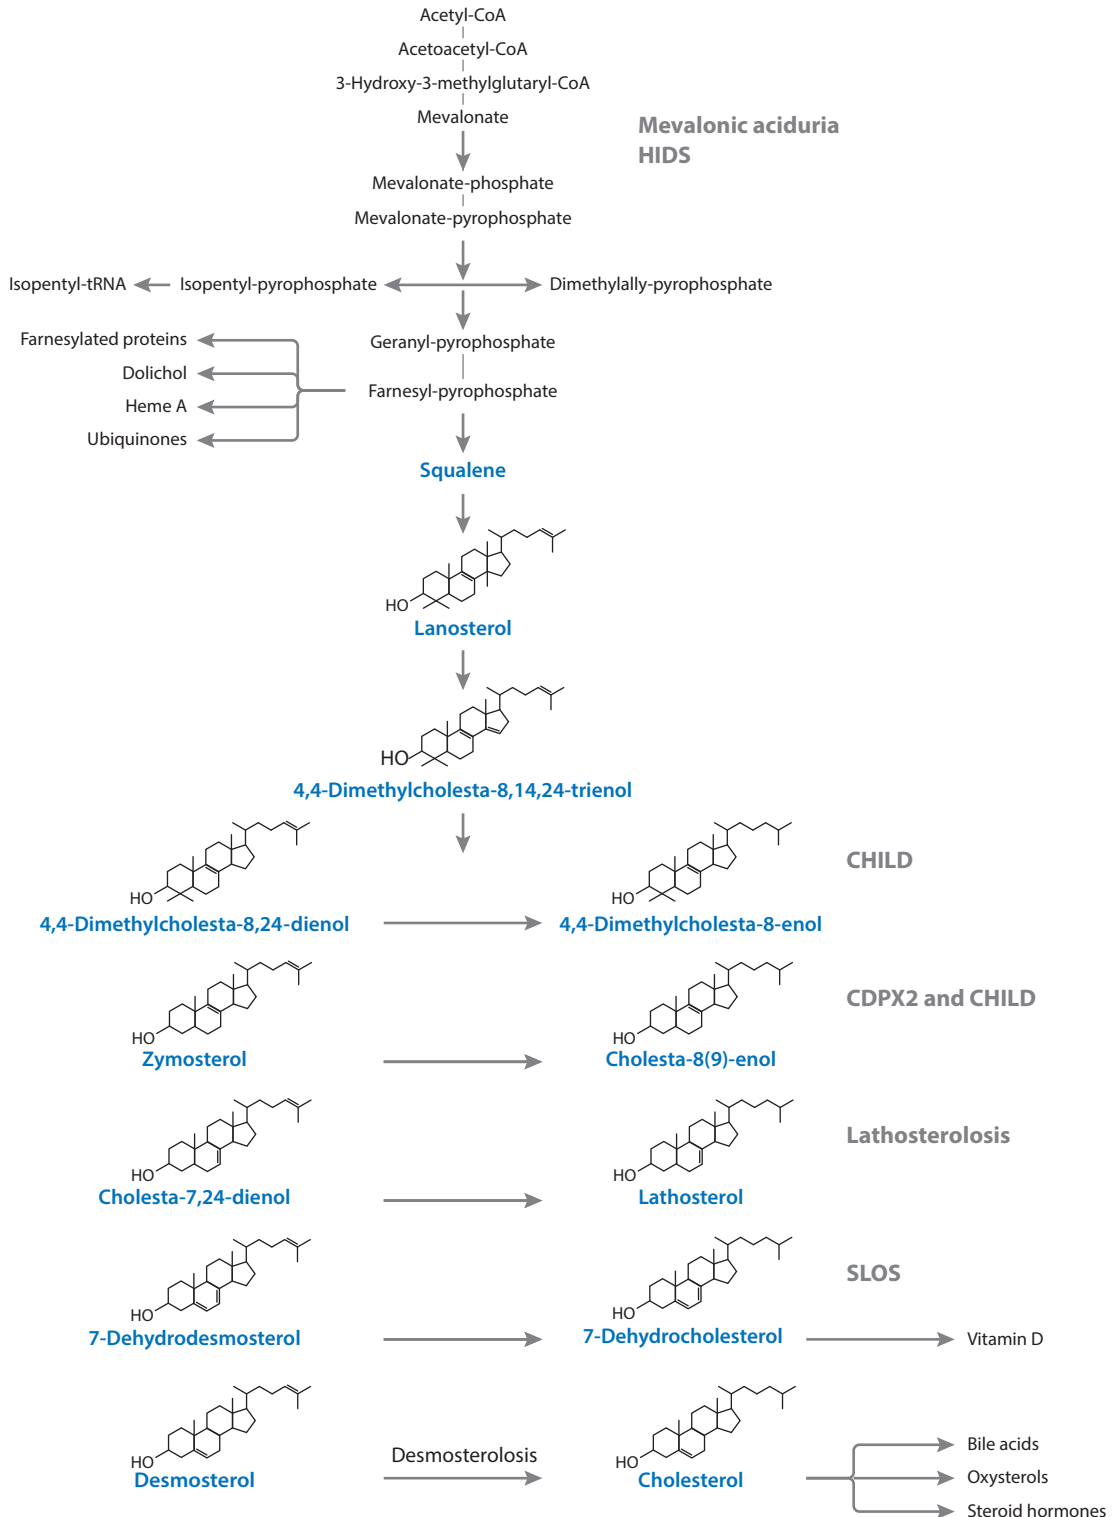 Acetyl-CoA
Acetoacetyl-CoA
3-Hydroxy-3-methylglutaryl-CoA
Mevalonate
Mevalonic aciduria
HIDS
Mevalonate-phosphate
Mevalonate-pyrophosphate
Isopentyl-tRNA
Isopentyl-pyrophosphate
Dimethylally-pyrophosphate
Farnesylated proteins
Dolichol
Heme A
Ubiquinones
Geranyl-pyrophosphate
Farnesyl-pyrophosphate
Squalene
HO
Lanosterol
HO
4,4-Dimethylcholesta-8,14,24-trienol
HO
4,4-Dimethylcholesta-8,24-dienol
HO
4,4-Dimethylcholesta-8-enol
CHILD
HO
Zymosterol
HO
Cholesta-8(9)-enol
CDPX2 and CHILD
HO
Cholesta-7,24-dienol
HO
Lathosterol
Lathosterolosis
HO
7-Dehydrodesmosterol
HO
7-Dehydrocholesterol
SLOS
Vitamin D
HO
Desmosterol
Desmosterolosis
HO
Cholesterol
Bile acids
Oxysterols
Steroid hormones